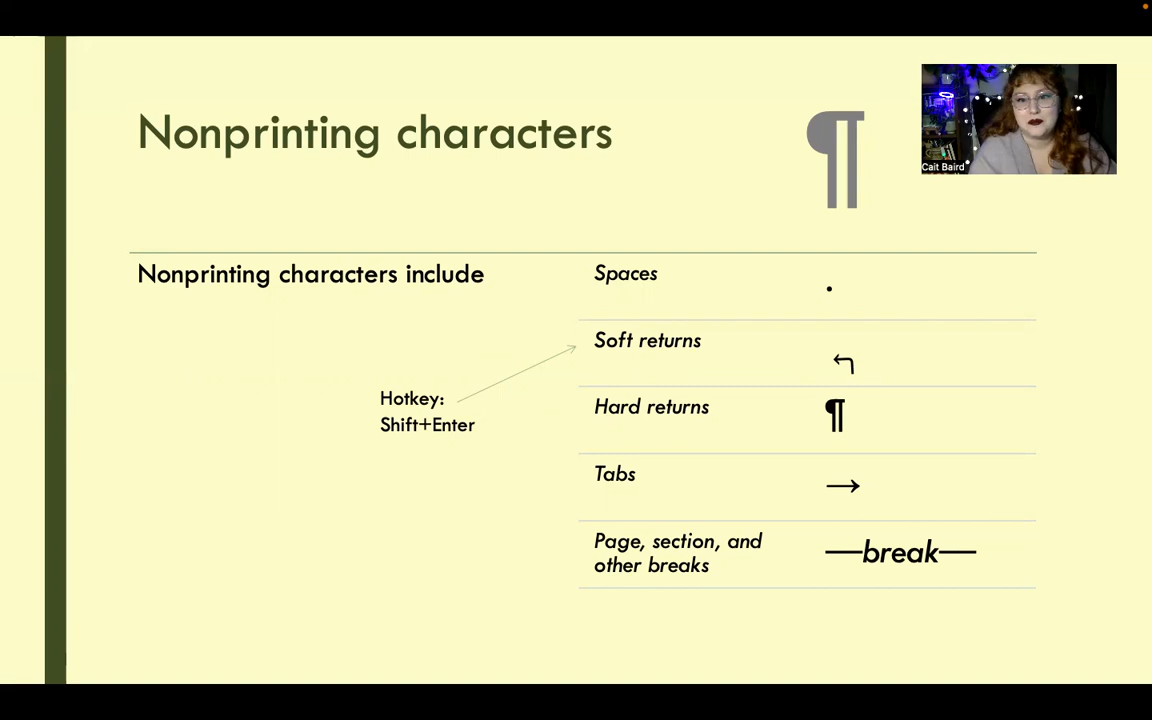 Nonprinting characters
¶
Cait Baird
Nonprinting characters include
Spaces ·
Soft returns ↰
Hotkey:
Shift+Enter
Hard returns ¶
Tabs →
Page, section, and
other breaks
—break—